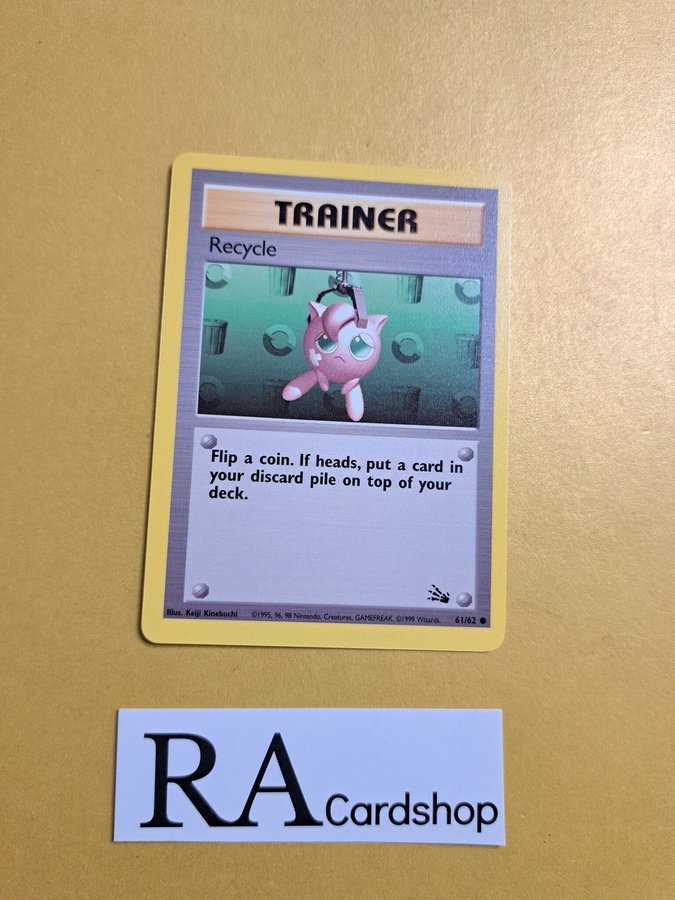 TRAINER
Recycle
Flip a coin. If heads, put a card in
your discard pile on top of your
deck.
Illus. Keiji Kinebuchi ©1995, 96, 98 Nintendo, Creatures, GAMEFREAK. ©1999 Wizards. 61/62
RA Cardshop